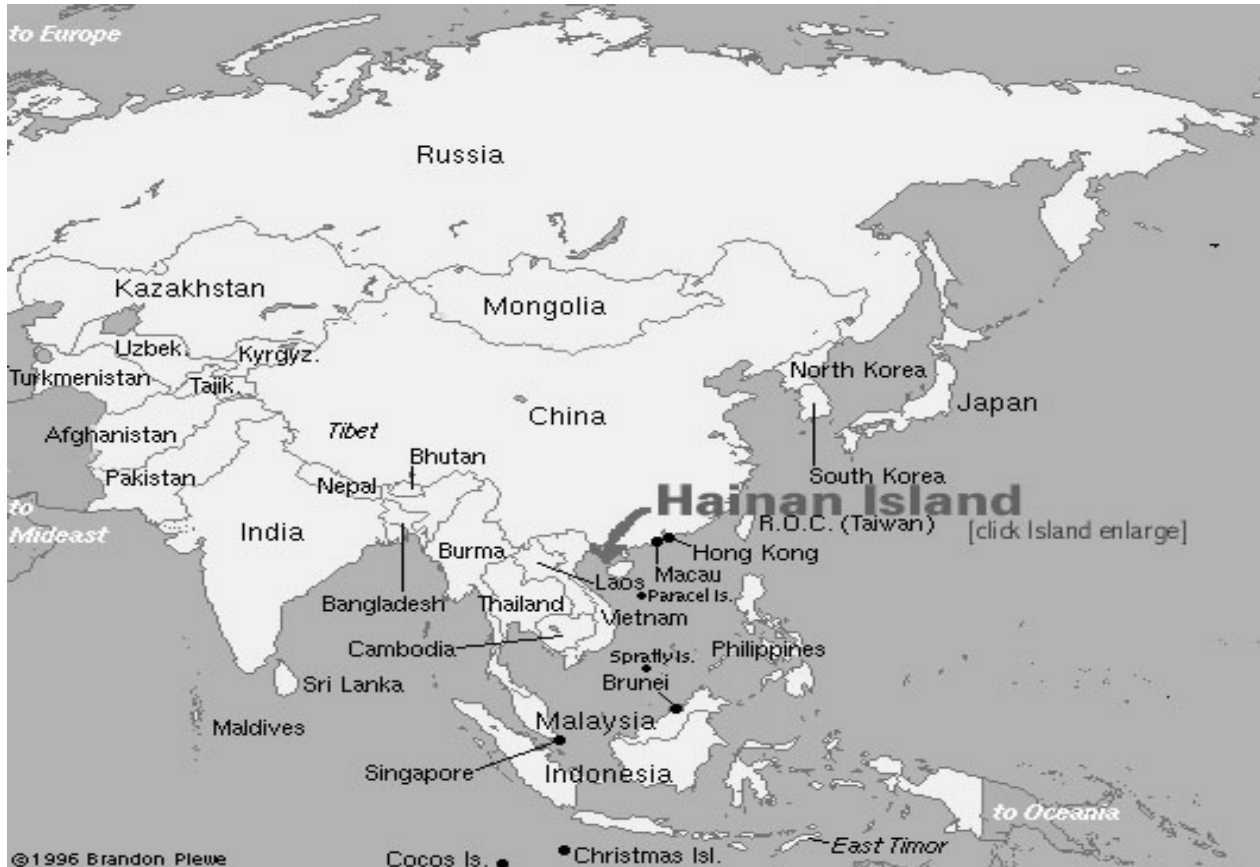 to Europe
Russia
Kazakhstan
Mongolia
Uzbek.
Kyrgyz.
Turkmenistan
Tajik.
North Korea
Japan
China
Afghanistan
Tibet
Bhutan
Pakistan
Nepal
South Korea
Hainan Island
to
Mideast
India
R.O.C. (Taiwan)
[click Island enlarge]
Burma
Hong Kong
Laos
Macau
Bangladesh
Thailand
Paracel Is.
Vietnam
Cambodia
Spratly Is.
Philippines
Brunei
Sri Lanka
Maldives
Malaysia
Singapore
Indonesia
to Oceania
East Timor
©1996 Brandon Plewe
Cocos Is.
Christmas Isl.